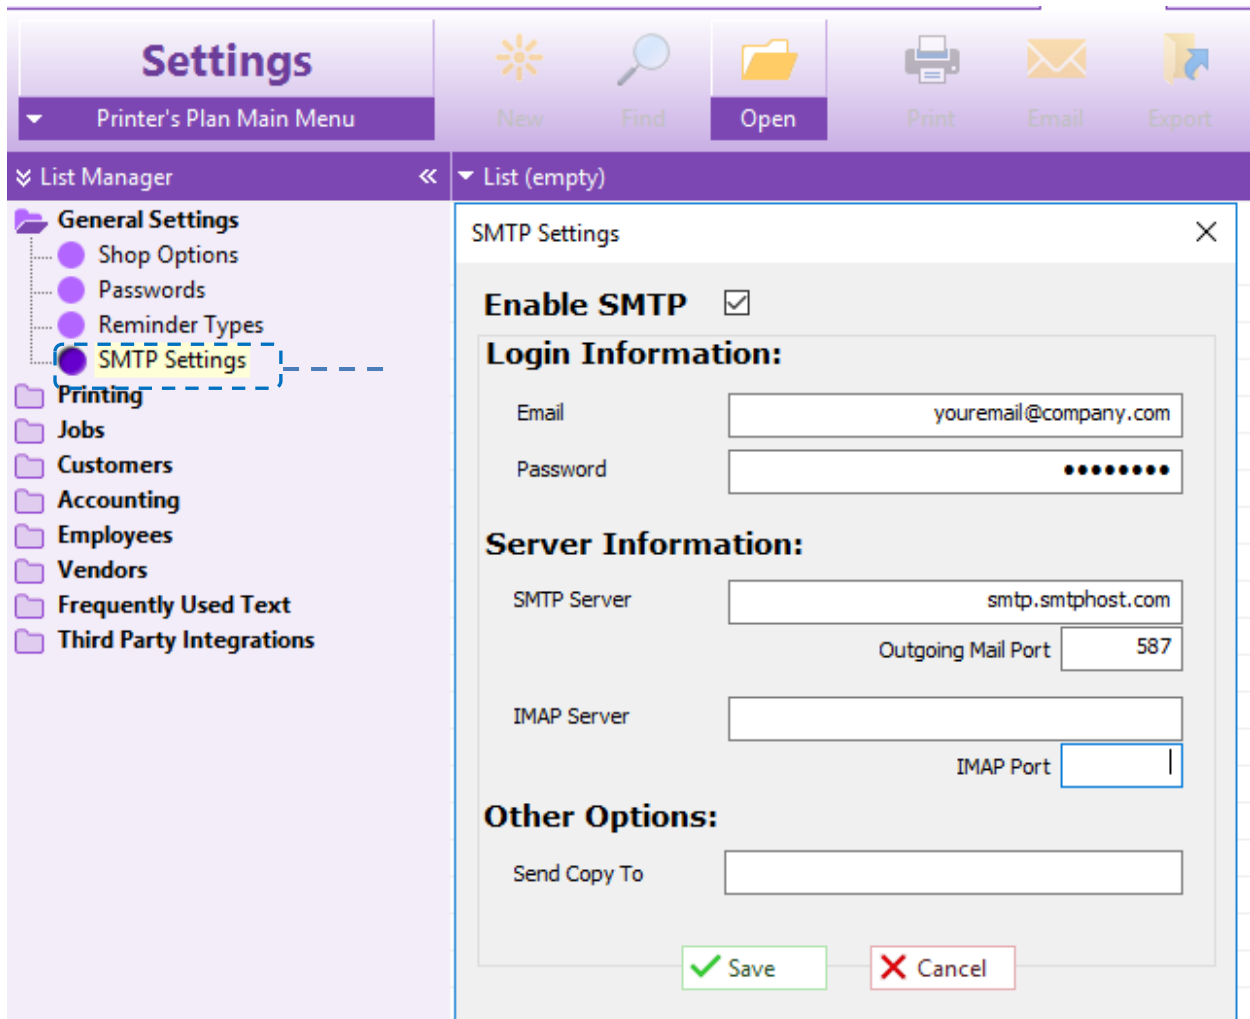 Settings
Printer's Plan Main Menu
New
Find
Open
Print
Email
Export
List Manager
List (empty)
General Settings
Shop Options
Passwords
Reminder Types
SMTP Settings
Printing
Jobs
Customers
Accounting
Employees
Vendors
Frequently Used Text
Third Party Integrations
SMTP Settings
Enable SMTP
Login Information:
Email youremail@company.com
Password ••••••••
Server Information:
SMTP Server smtp.smtphost.com
Outgoing Mail Port 587
IMAP Server
IMAP Port
Other Options:
Send Copy To
Save
Cancel